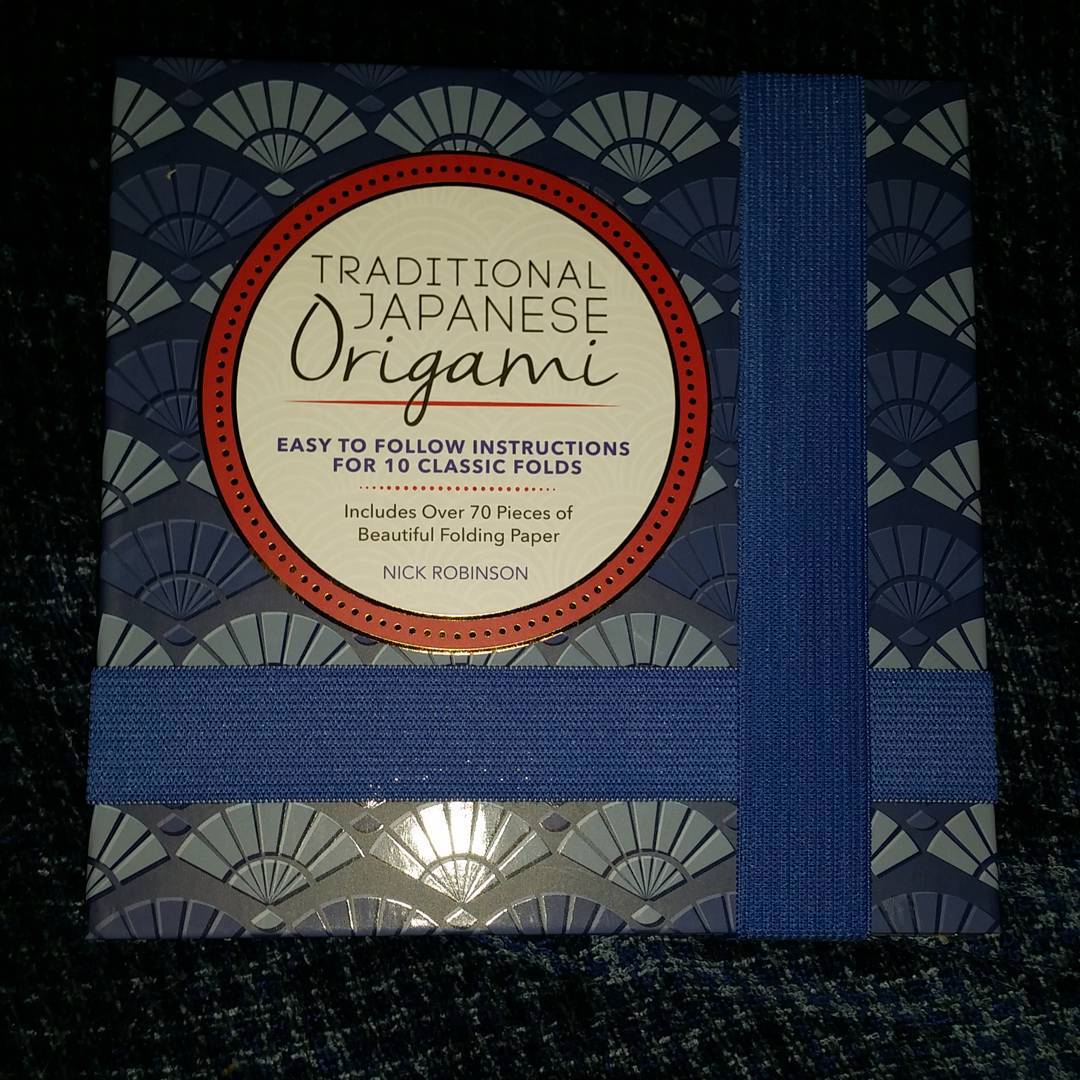 TRADITIONAL
JAPANESE
Origami
EASY TO FOLLOW INSTRUCTIONS
FOR 10 CLASSIC FOLDS
Includes Over 70 Pieces of
Beautiful Folding Paper
NICK ROBINSON